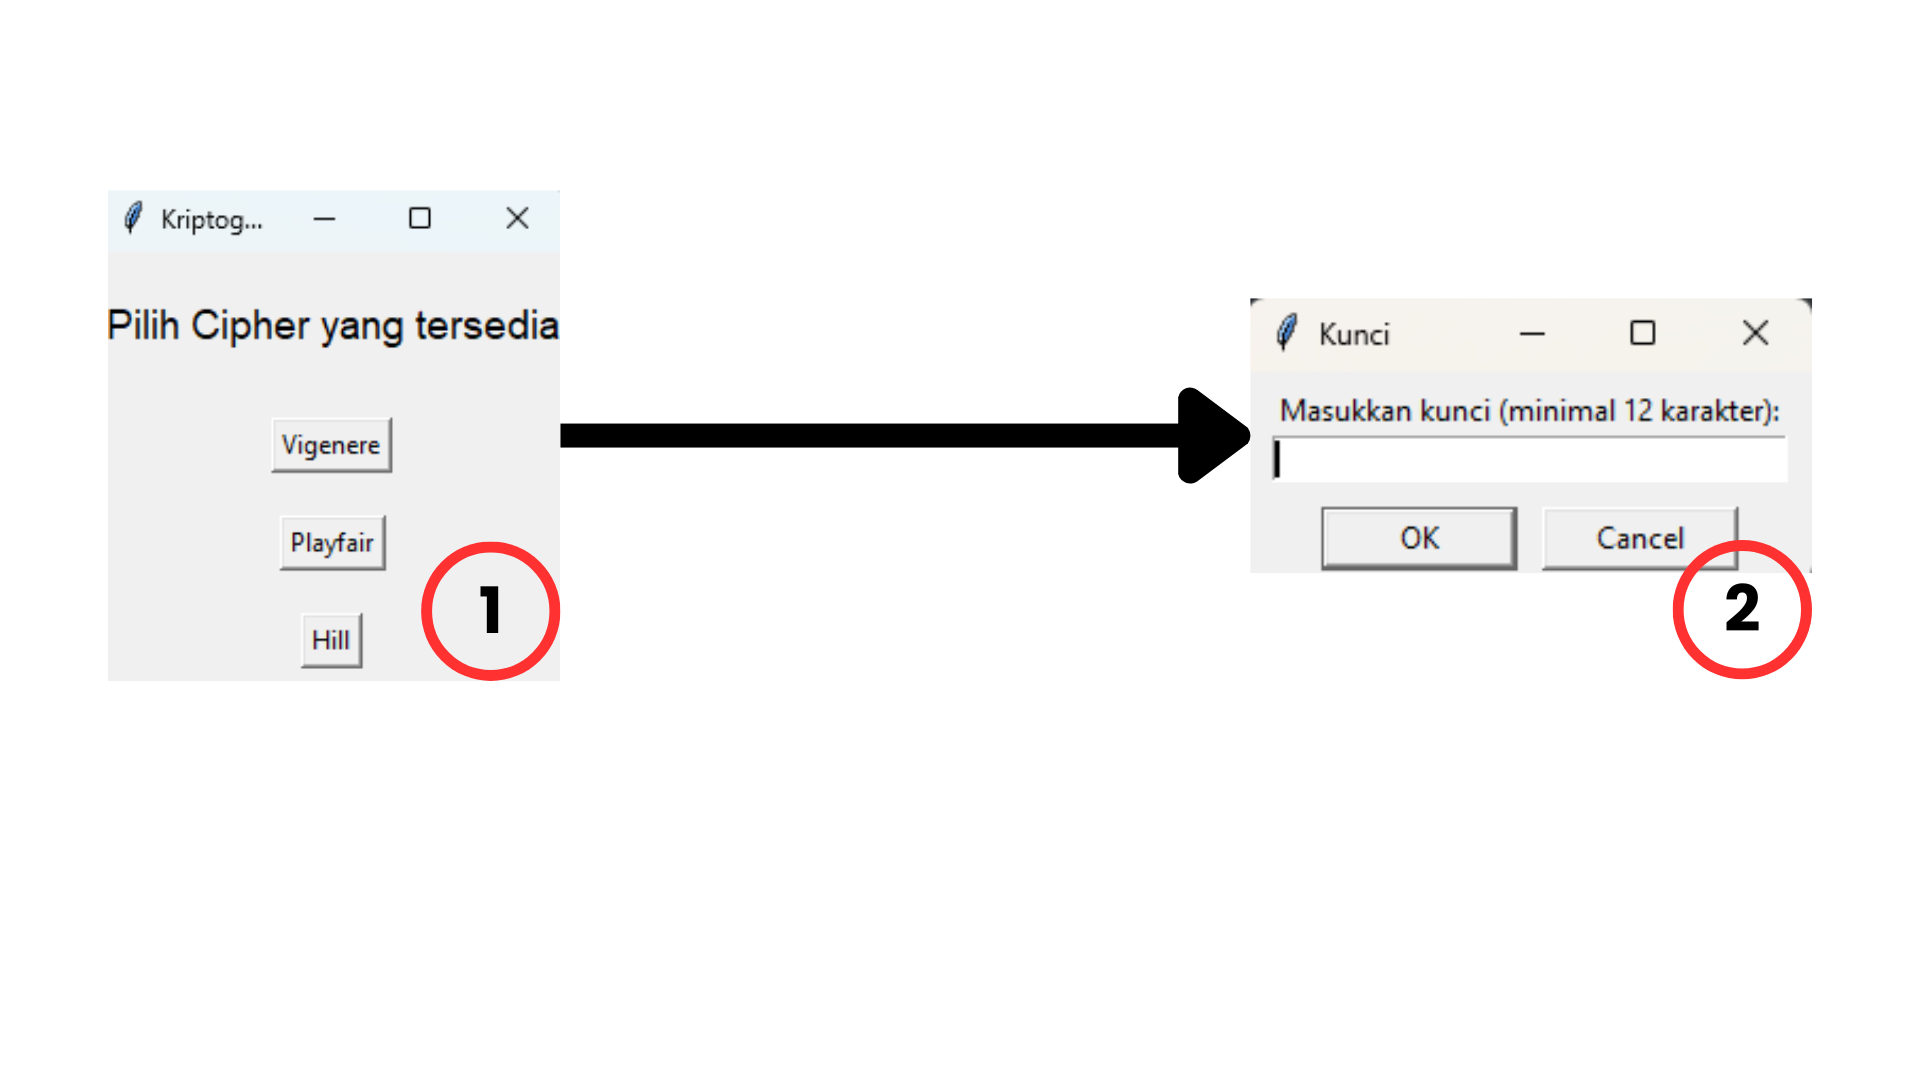 Kriptog...
Pilih Cipher yang tersedia
Vigenere
Playfair
Hill
1
Kunci
Masukkan kunci (minimal 12 karakter):
OK Cancel
2